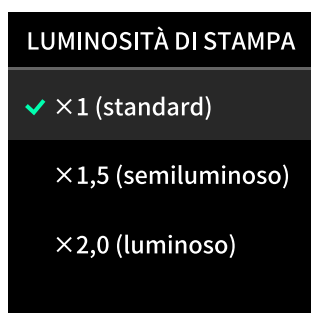 LUMINOSITÀ DI STAMPA
×1 (standard)
×1,5 (semiluminoso)
×2,0 (luminoso)